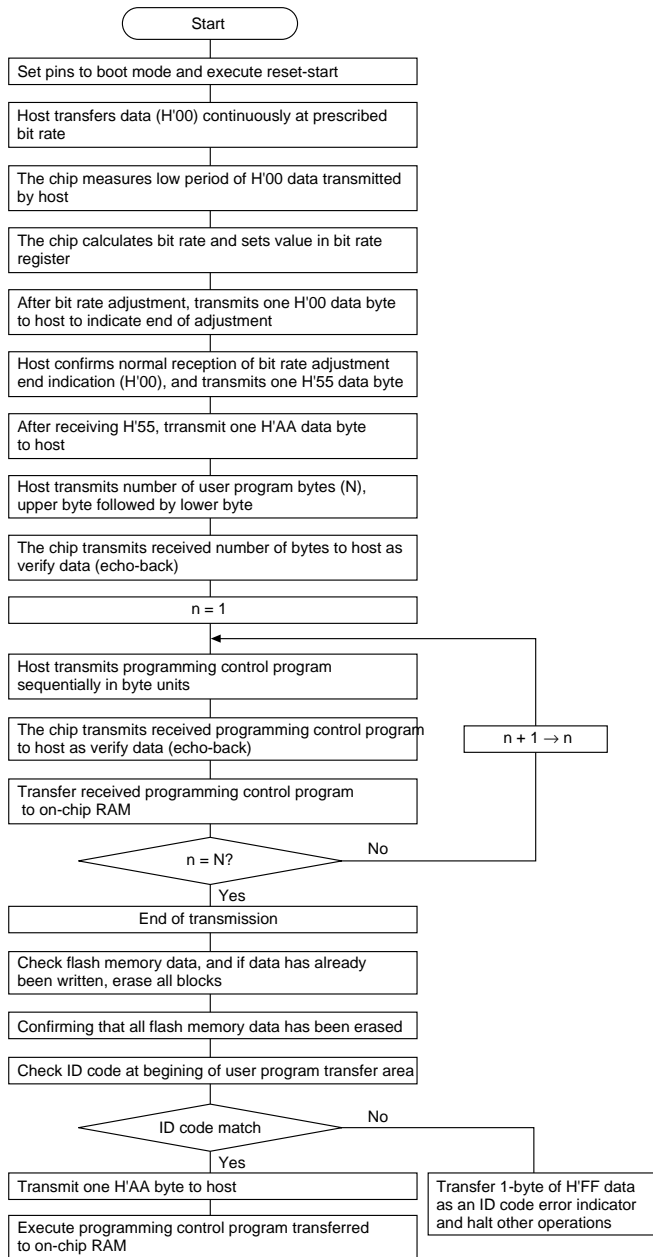 Start
Set pins to boot mode and execute reset-start
Host transfers data (H'00) continuously at prescribed
bit rate
The chip measures low period of H'00 data transmitted
by host
The chip calculates bit rate and sets value in bit rate
register
After bit rate adjustment, transmits one H'00 data byte
to host to indicate end of adjustment
Host confirms normal reception of bit rate adjustment
end indication (H'00), and transmits one H'55 data byte
After receiving H'55, trransmit one H'AA data byte
to host
Host transmits number of user program bytes (N),
upper byte followed by lower byte
The chip transmits received number of bytes to host as
verify data (echo-back)
n = 1
Host transmits programming control program
sequentially in byte units
The chip transmits received programming control program
to host as verify data (echo-back)
n + 1 → n
Transfer received programming control program
to on-chip RAM
n = N?
No
Yes
End of transmission
Check flash memory data, and if data has already
been written, erase all blocks
Confirming that all flash memory data has been erased
Check ID code at begining of user program transfer area
ID code match
No
Yes
Transmit one H'AA byte to host
Execute programming control program transferred
to on-chip RAM
Transfer 1-byte of H'FF data
as an ID code error indicator
and halt other operations